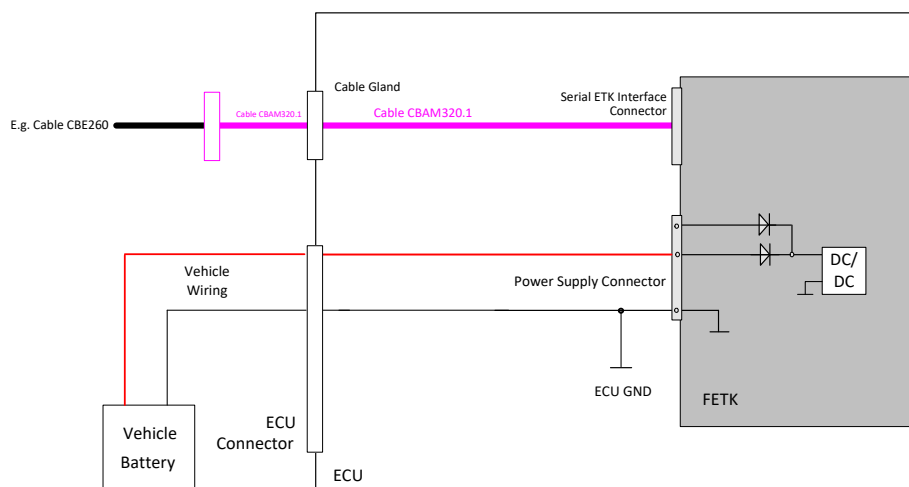 Cable Gland
Serial ETK Interface
Connector
E.g. Cable CBE260
Cable CBAM320.1
Cable CBAM320.1
Vehicle
Wiring
Power Supply Connector
DC/
DC
ECU GND
FETK
ECU
Connector
Vehicle
Battery
ECU